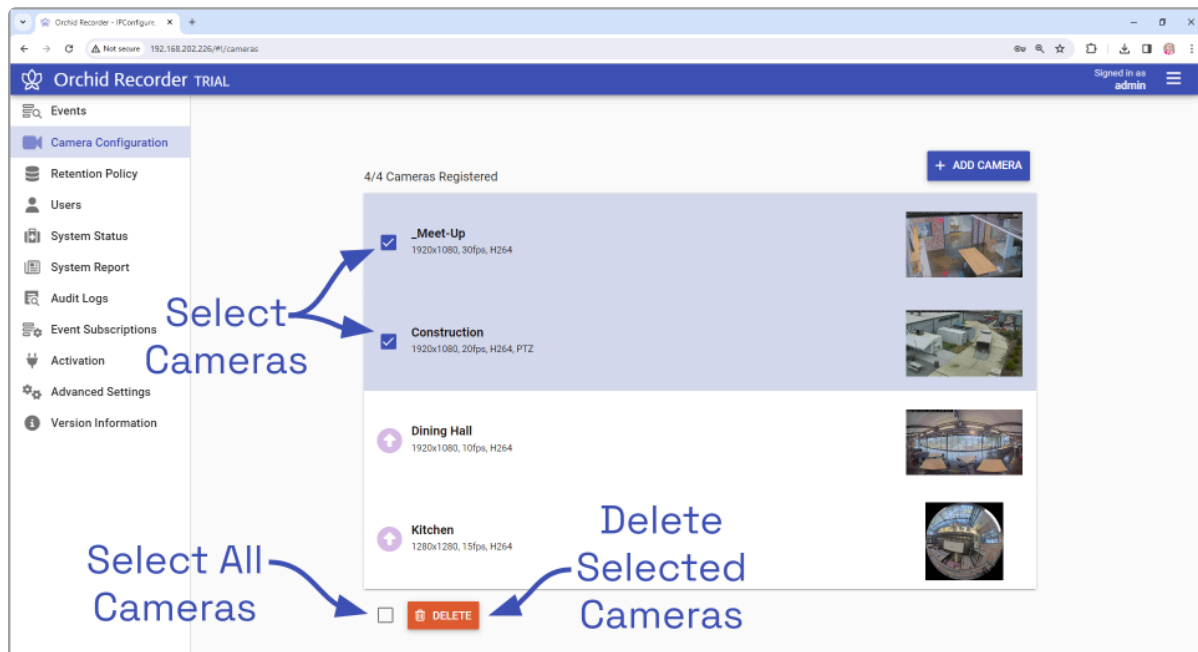 Orchid Recorder - IPConfigure,
Not secure 192.168.202.226/#!/cameras
Orchid Recorder TRIAL
Signed in as
admin
Events
Camera Configuration
Retention Policy
Users
System Status
System Report
Audit Logs
Event Subscriptions
Activation
Advanced Settings
Version Information
4/4 Cameras Registered
+ ADD CAMERA
_Meet-Up
1920x1080, 30fps, H264
Construction
1920x1080, 20fps, H264, PTZ
Dining Hall
1920x1080, 10fps, H264
Kitchen
1280x1280, 15fps, H264
DELETE
Select
Cameras
Select All
Cameras
Delete
Selected
Cameras